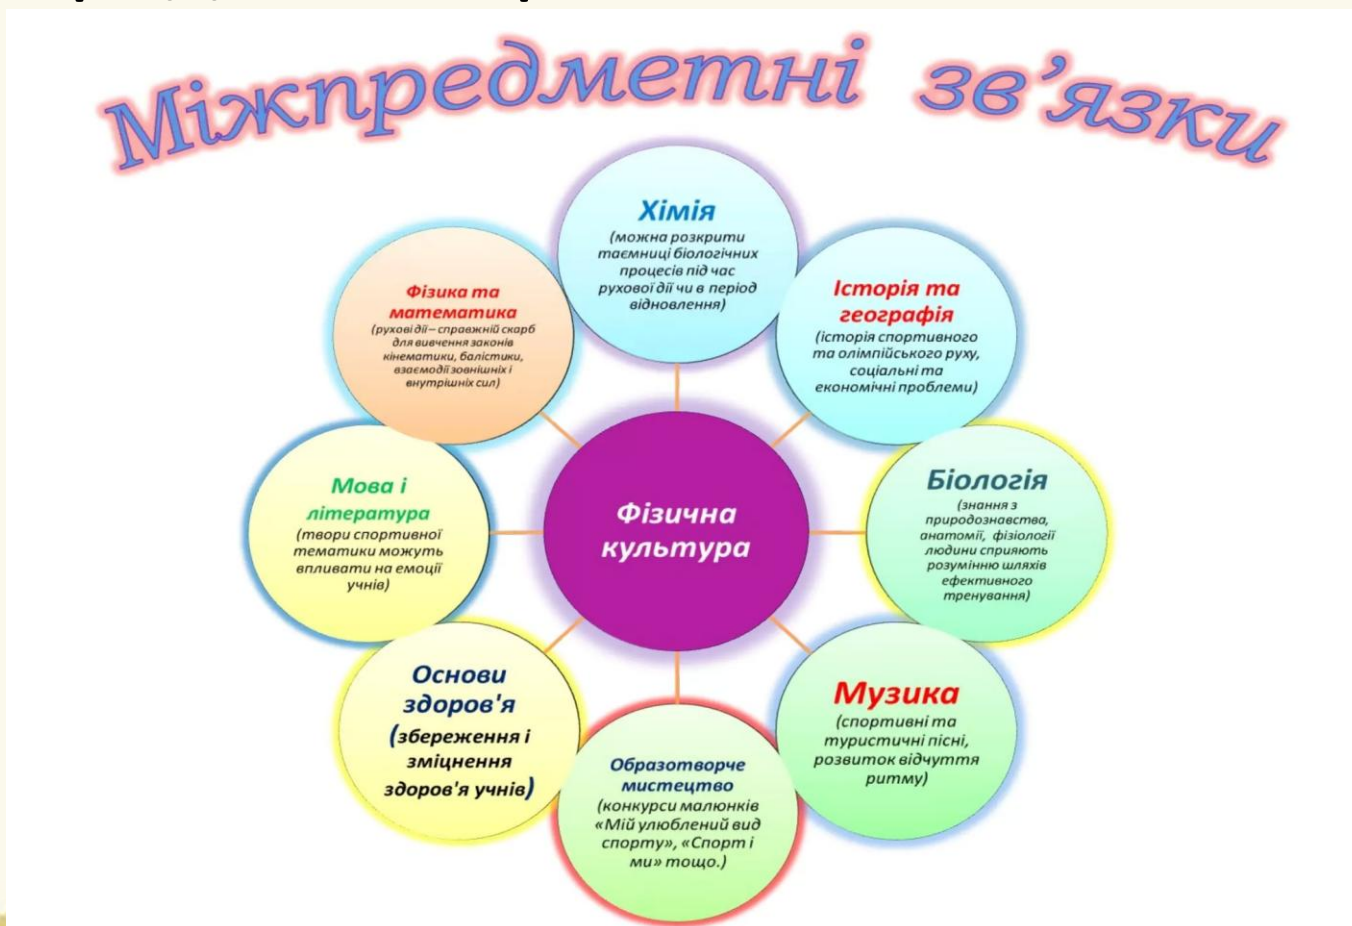 Міжпредметні зв’язки
Хімія
(можна розкрити
таємниці біологічних
процесів під час
рухової дії чи в період
відновлення)
Історія та
географія
(історія спортивного
та олімпійського руху,
соціальні та
економічні проблеми)
Біологія
(знання з
природознавства,
анатомії, фізіології
людини сприяють
розумінню шляхів
ефективного
тренування)
Музика
(спортивні та
туристичні пісні,
розвиток відчуття
ритму)
Образотворче
мистецтво
(конкурси малюнків
«Мій улюблений вид
спорту», «Спорт і
ми» тощо.)
Основи
здоров'я
(збереження і
зміцнення
здоров'я учнів)
Мова і
література
(твори спортивної
тематики можуть
впливати на емоції
учнів)
Фізика та
математика
(рухові дії – справжній скарб
для вивчення законів
кінематики, балістики,
взаємодії зовнішніх і
внутрішніх сил)
Фізична
культура